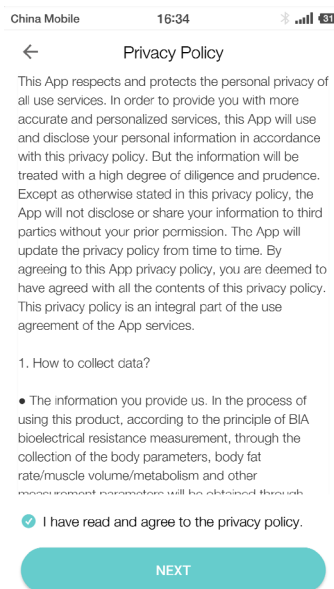 China Mobile 16:34 31
Privacy Policy
This App respects and protects the personal privacy of
all use services. In order to provide you with more
accurate and personalized services, this App will use
and disclose your personal information in accordance
with this privacy policy. But the information will be
treated with a high degree of diligence and prudence.
Except as otherwise stated in this privacy policy, the
App will not disclose or share your information to third
parties without your prior permission. The App will
update the privacy policy from time to time. By
agreeing to this App privacy policy, you are deemed to
have agreed with all the contents of this privacy policy.
This privacy policy is an integral part of the use
agreement of the App services.
1. How to collect data?
● The information you provide us. In the process of
using this product, according to the principle of BIA
bioelectrical resistance measurement, through the
collection of the body parameters, body fat
rate/muscle volume/metabolism and other
measurement parameters will be obtained through
I have read and agree to the privacy policy.
NEXT